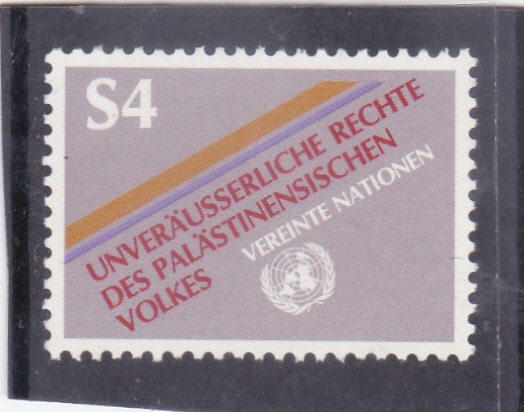 S4
UNVERÄUSSERLICHE RECHTE
DES PALÄSTINENSISCHEN
VOLKES
VEREINTE NATIONEN